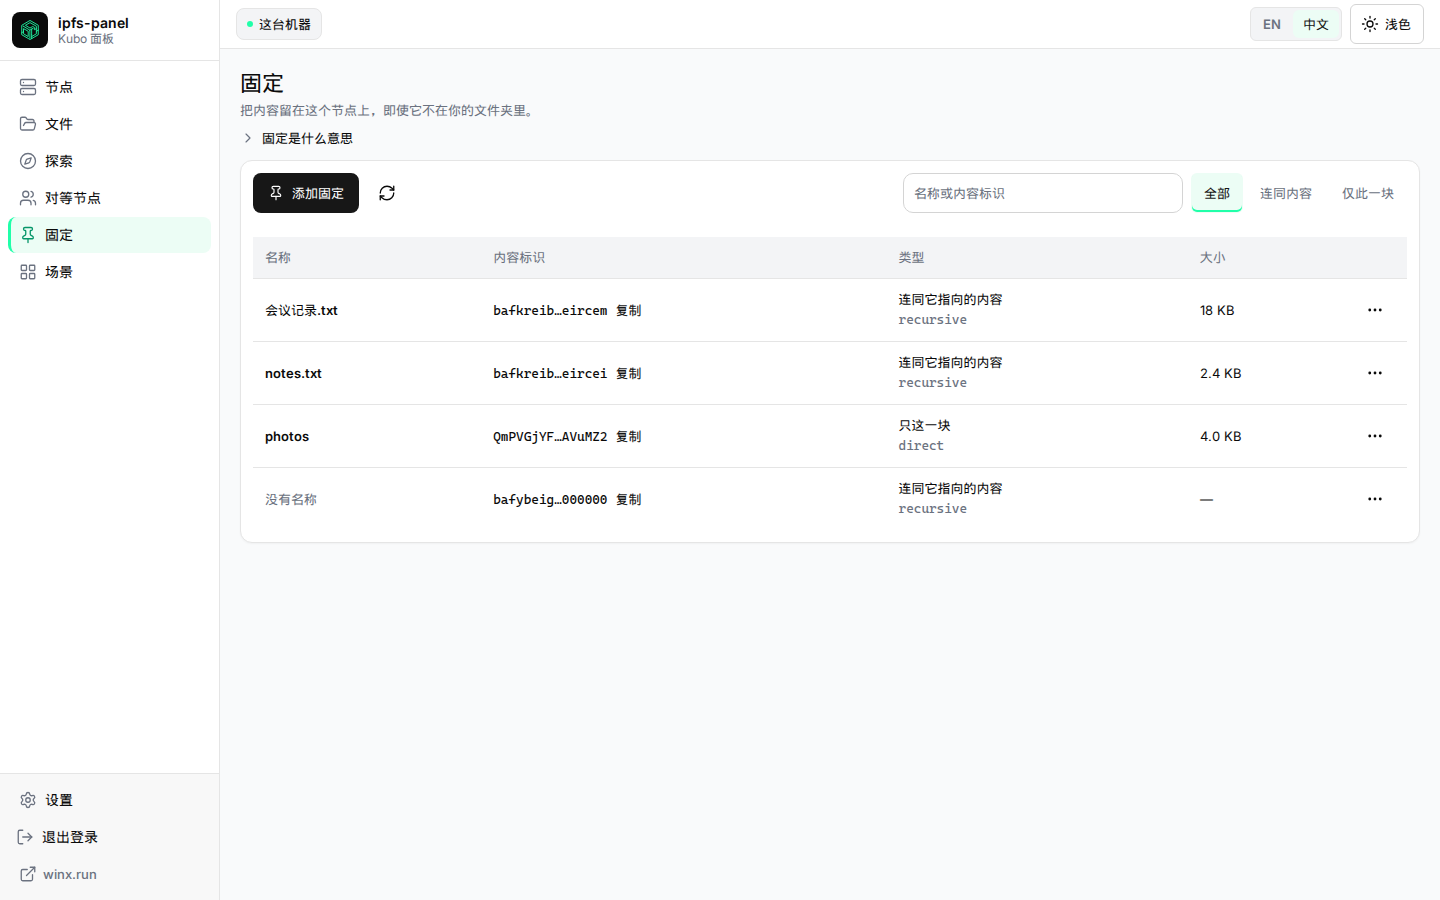 ipfs-panel
Kubo 面板
节点
文件
探索
对等节点
固定
场景
设置
退出登录
winx.run
这台机器
EN 中文 浅色
固定
把内容留在这个节点上，即使它不在你的文件夹里。
固定是什么意思
添加固定 名称或内容标识 全部 连同内容 仅此一块
名称 内容标识 类型 大小
会议记录.txt bafkreib…eircem 复制 连同它指向的内容 18 KB
recursive
notes.txt bafkreib…eircei 复制 连同它指向的内容 2.4 KB
recursive
photos QmPVGjYF…AVuMZ2 复制 只这一块 4.0 KB
direct
没有名称 bafybeig…000000 复制 连同它指向的内容 —
recursive